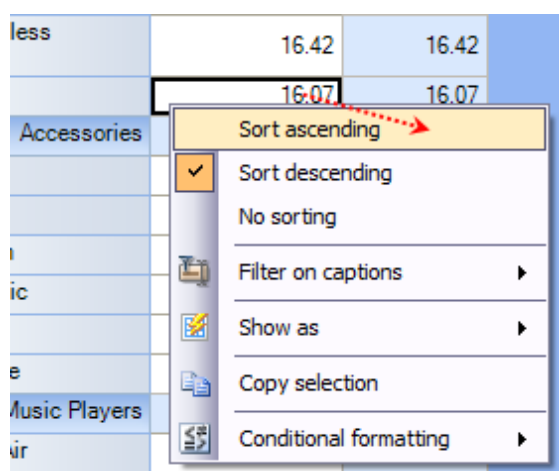 less 16.42 16.42
16.07 16.07
Accessories
Sort ascending
Sort descending
No sorting
Filter on captions
ic
Show as
Copy selection
e
Music Players
Conditional formatting
Air